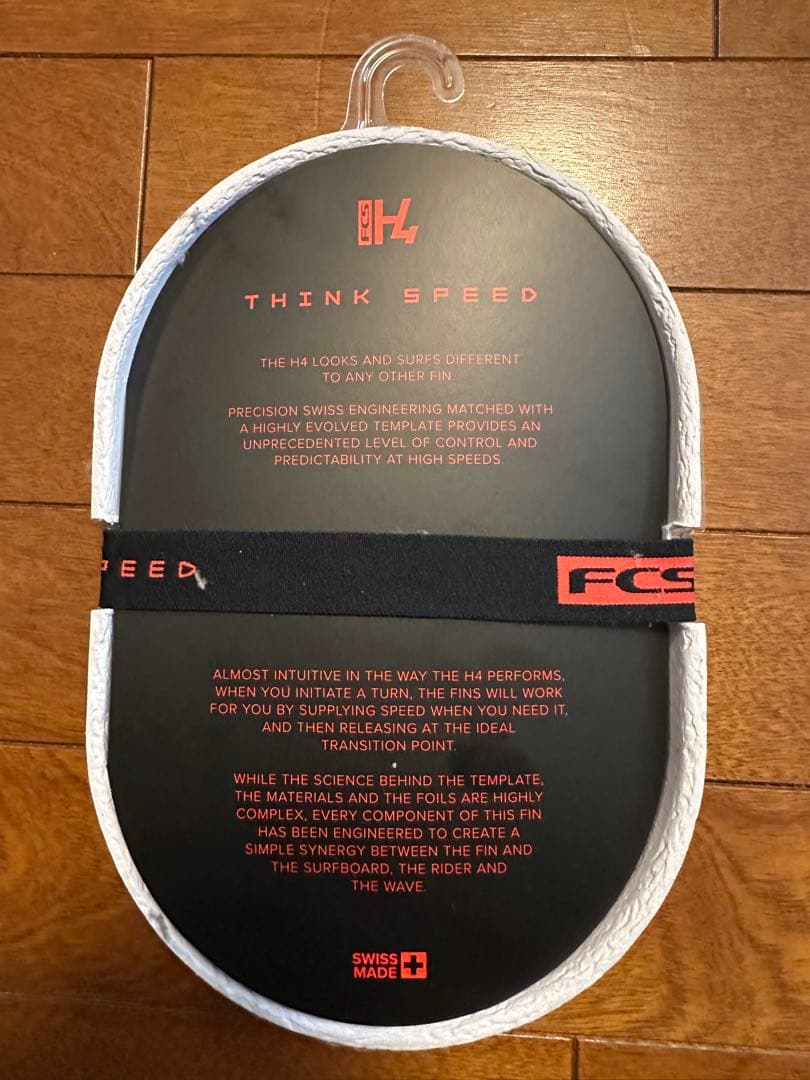 FCS H4
THINK SPEED
THE H4 LOOKS AND SURFS DIFFERENT
TO ANY OTHER FIN.
PRECISION SWISS ENGINEERING MATCHED WITH
A HIGHLY EVOLVED TEMPLATE PROVIDES AN
UNPRECEDENTED LEVEL OF CONTROL AND
PREDICTABILITY AT HIGH SPEEDS.
EED FCS
ALMOST INTUITIVE IN THE WAY THE H4 PERFORMS,
WHEN YOU INITIATE A TURN, THE FINS WILL WORK
FOR YOU BY SUPPLYING SPEED WHEN YOU NEED IT,
AND THEN RELEASING AT THE IDEAL
TRANSITION POINT.
WHILE THE SCIENCE BEHIND THE TEMPLATE,
THE MATERIALS AND THE FOILS ARE HIGHLY
COMPLEX, EVERY COMPONENT OF THIS FIN
HAS BEEN ENGINEERED TO CREATE A
SIMPLE SYNERGY BETWEEN THE FIN AND
THE SURFBOARD, THE RIDER AND
THE WAVE.
SWISS
MADE